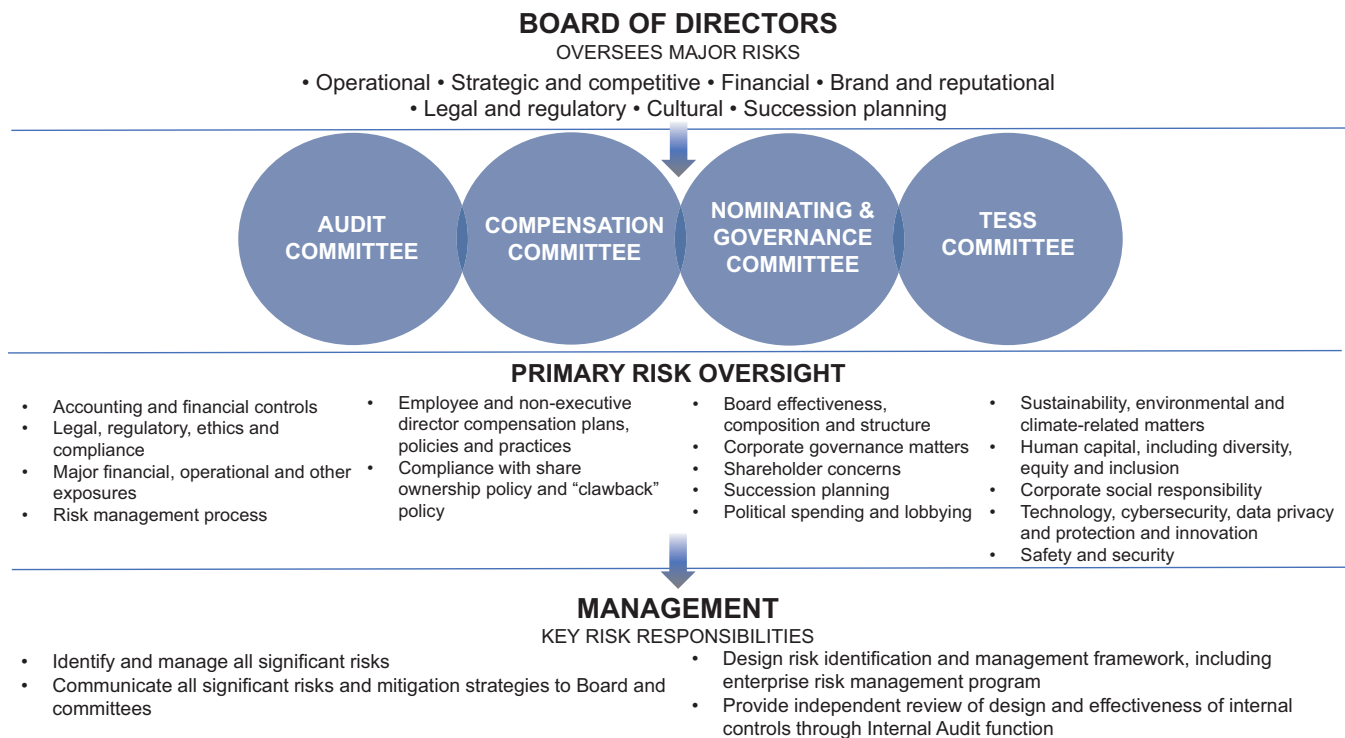 BOARD OF DIRECTORS
OVERSEES MAJOR RISKS
• Operational • Strategic and competitive • Financial • Brand and reputational
• Legal and regulatory • Cultural • Succession planning
AUDIT
COMMITTEE
COMPENSATION
COMMITTEE
NOMINATING &
GOVERNANCE
COMMITTEE
TESS
COMMITTEE
PRIMARY RISK OVERSIGHT
• Accounting and financial controls
• Legal, regulatory, ethics and
compliance
• Major financial, operational and other
exposures
• Risk management process
• Employee and non-executive
director compensation plans,
policies and practices
• Compliance with share
ownership policy and “clawback”
policy
• Board effectiveness,
composition and structure
• Corporate governance matters
• Shareholder concerns
• Succession planning
• Political spending and lobbying
• Sustainability, environmental and
climate-related matters
• Human capital, including diversity,
equity and inclusion
• Corporate social responsibility
• Technology, cybersecurity, data privacy
and protection and innovation
• Safety and security
MANAGEMENT
KEY RISK RESPONSIBILITIES
• Identify and manage all significant risks
• Communicate all significant risks and mitigation strategies to Board and
committees
• Design risk identification and management framework, including
enterprise risk management program
• Provide independent review of design and effectiveness of internal
controls through Internal Audit function